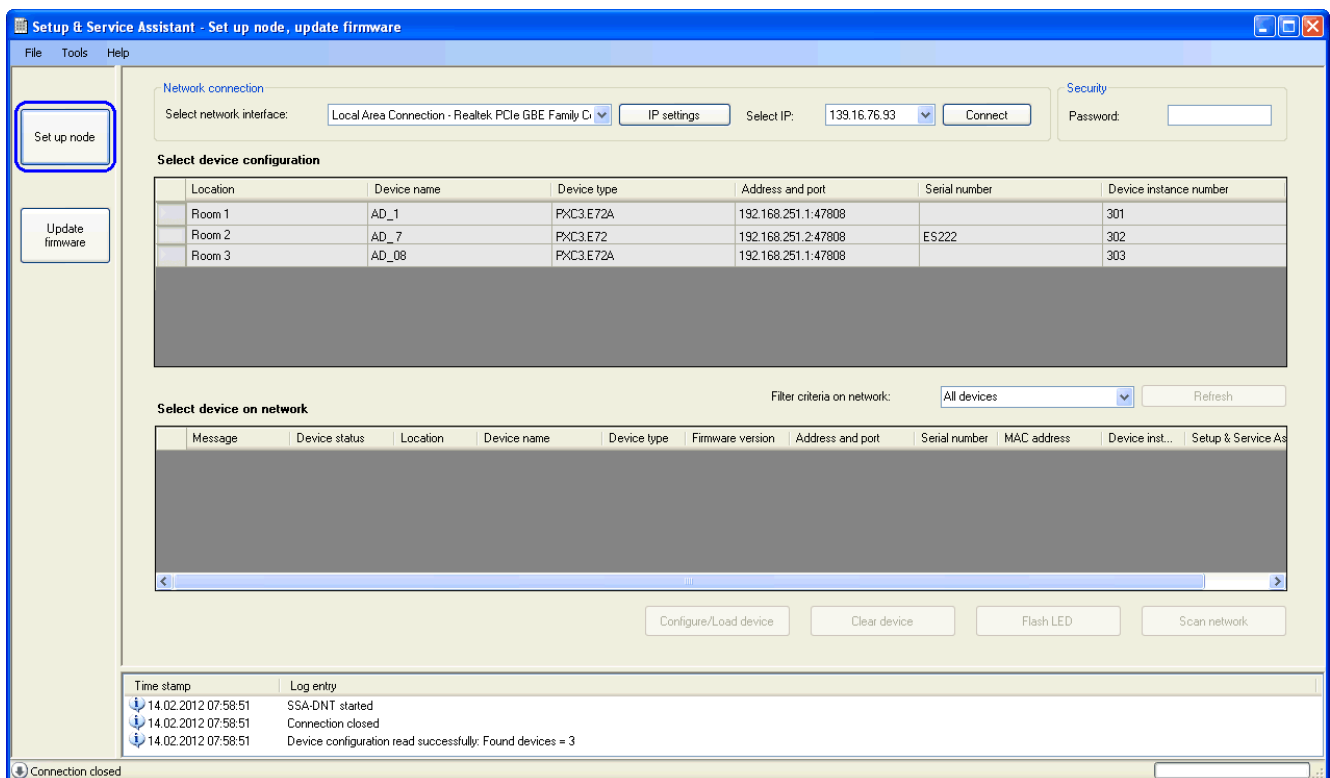 Setup & Service Assistant - Set up node, update firmware
File Tools Help
Set up node
Update
firmware
Network connection
Select network interface: Local Area Connection - Realtek PCIe GBE Family C IP settings Select IP: 139.16.76.93 Connect
Security
Password:
Select device configuration
Location Device name Device type Address and port Serial number Device instance number
Room 1 AD_1 PXC3.E72A 192.168.251.1:47808 301
Room 2 AD_7 PXC3.E72 192.168.251.2:47808 ES222 302
Room 3 AD_08 PXC3.E72A 192.168.251.1:47808 303
Filter criteria on network: All devices Refresh
Select device on network
Message Device status Location Device name Device type Firmware version Address and port Serial number MAC address Device inst... Setup & Service As
Configure/Load device Clear device Flash LED Scan network
Time stamp Log entry
14.02.2012 07:58:51 SSA-DNT started
14.02.2012 07:58:51 Connection closed
14.02.2012 07:58:51 Device configuration read successfully: Found devices = 3
Connection closed